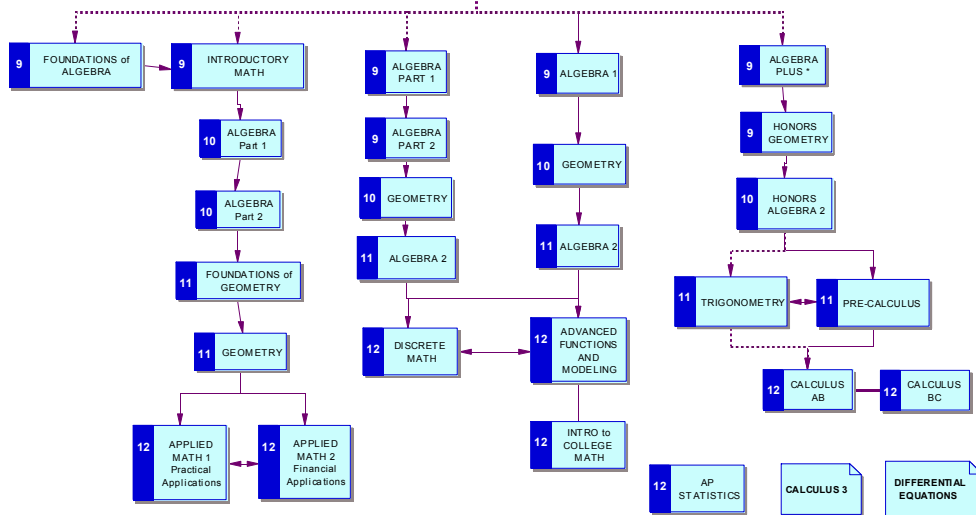 9
FOUNDATIONS of
ALGEBRA
9
INTRODUCTORY
MATH
10
ALGEBRA
Part 1
10
ALGEBRA
Part 2
11
FOUNDATIONS of
GEOMETRY
11
GEOMETRY
12
APPLIED
MATH 1
Practical
Applications
12
APPLIED
MATH 2
Financial
Applications
9
ALGEBRA
PART 1
9
ALGEBRA
PART 2
10
GEOMETRY
11
ALGEBRA 2
12
DISCRETE
MATH
9
ALGEBRA 1
10
GEOMETRY
11
ALGEBRA 2
12
ADVANCED
FUNCTIONS
AND
MODELING
12
INTRO to
COLLEGE
MATH
9
ALGEBRA
PLUS *
9
HONORS
GEOMETRY
10
HONORS
ALGEBRA 2
11
TRIGONOMETRY
11
PRE-CALCULUS
12
CALCULUS
AB
12
CALCULUS
BC
12
AP
STATISTICS
CALCULUS 3
DIFFERENTIAL
EQUATIONS